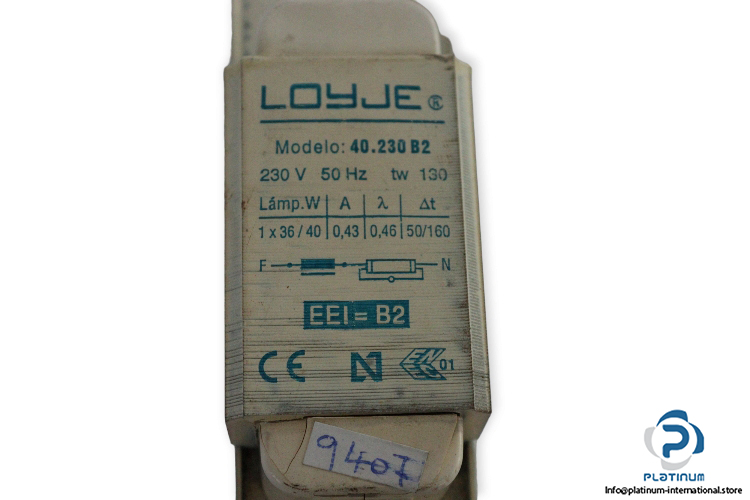 LOYJE ®
Modelo: 40.230 B2
230 V 50 Hz tw 130
Lámp.W A λ Δt
1 x 36 / 40 0,43 0,46 50/160
F N
EEI = B2
CE N ENEC 01
9407
PLATINUM
Info@platinum-international.store